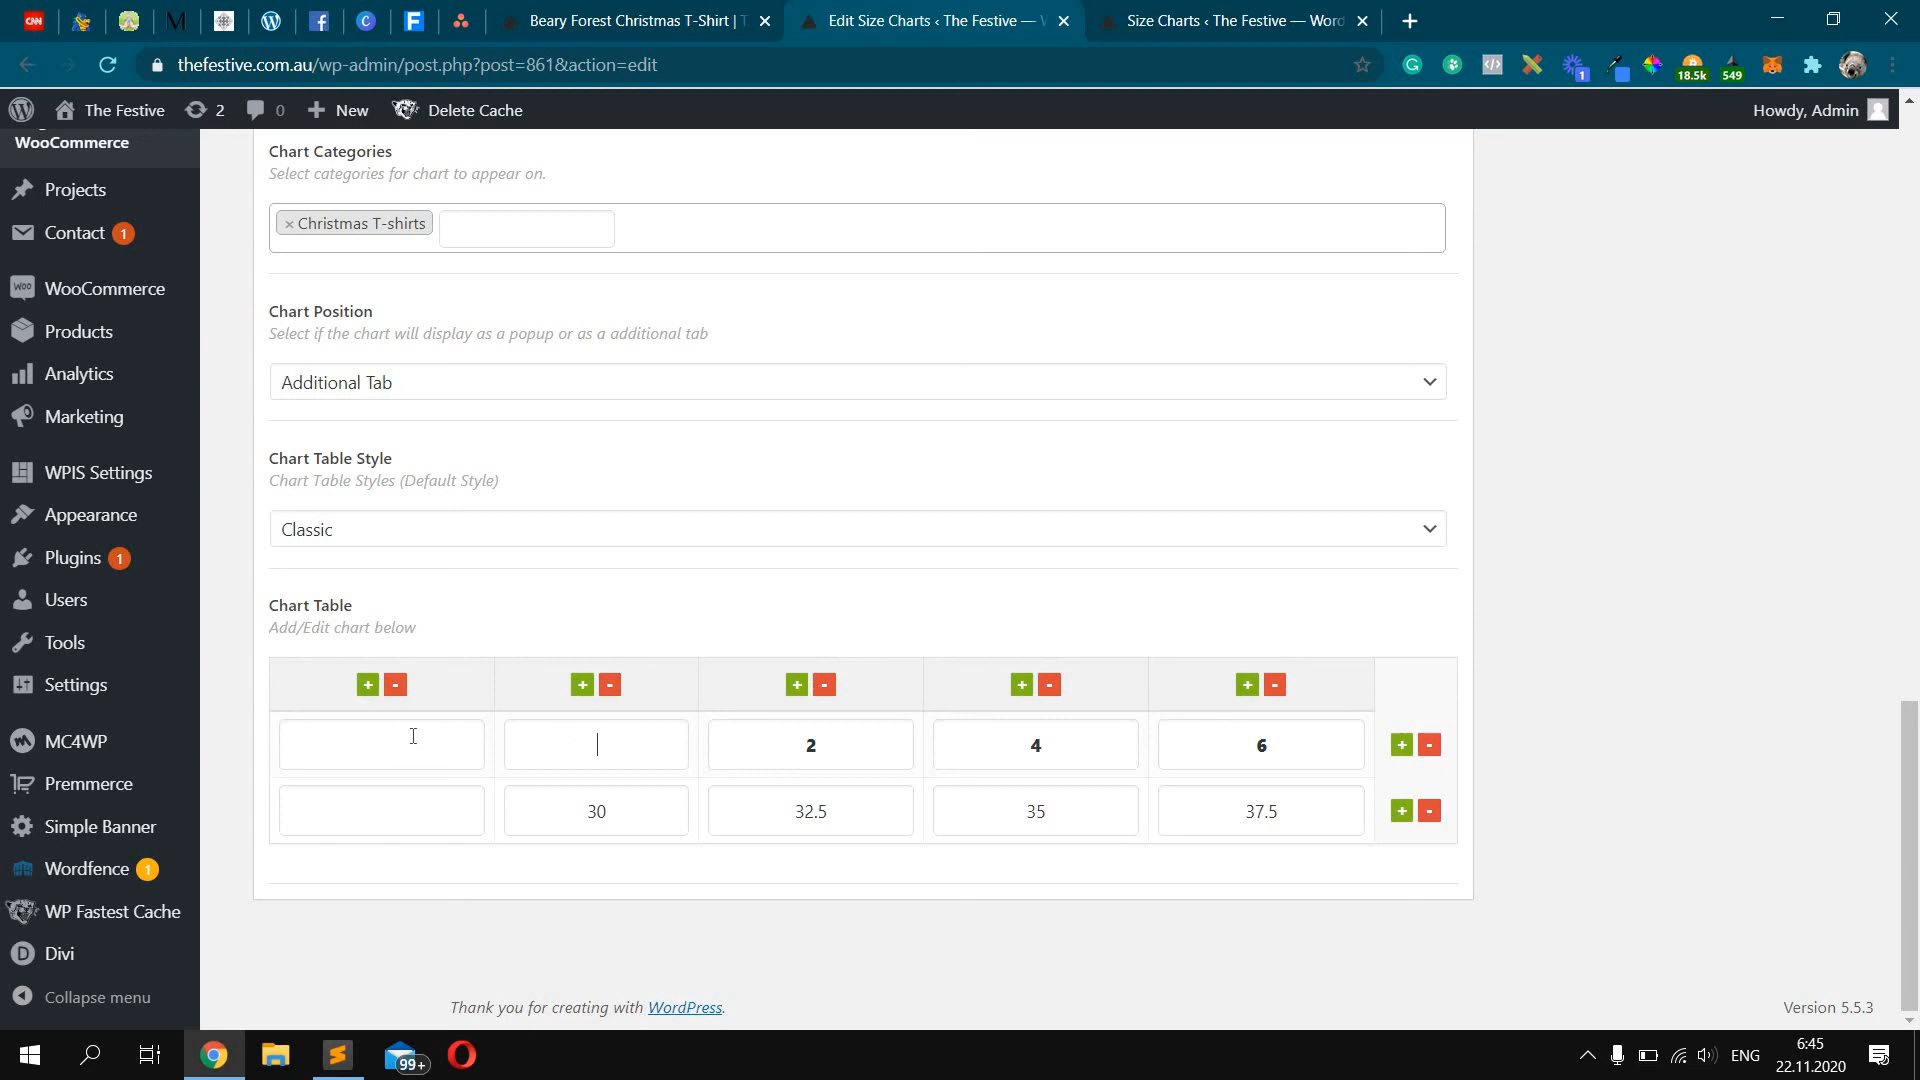 CNN
Beary Forest Christmas T-Shirt | T
Edit Size Charts ‹ The Festive — W
Size Charts ‹ The Festive — Word
thefestive.com.au/wp-admin/post.php?post=861&action=edit
1
18.5k
549
The Festive
2
0
New
Delete Cache
Howdy, Admin
WooCommerce
Projects
Contact 1
WooCommerce
Products
Analytics
Marketing
WPIS Settings
Appearance
Plugins 1
Users
Tools
Settings
MC4WP
Premmerce
Simple Banner
Wordfence 1
WP Fastest Cache
Divi
Collapse menu
Chart Categories
Select categories for chart to appear on.
× Christmas T-shirts
Chart Position
Select if the chart will display as a popup or as a additional tab
Additional Tab
Chart Table Style
Chart Table Styles (Default Style)
Classic
Chart Table
Add/Edit chart below
+ - + - + - + - + -
2 4 6 + -
30 32.5 35 37.5 + -
Thank you for creating with WordPress.
Version 5.5.3
99+
ENG
6:45
22.11.2020